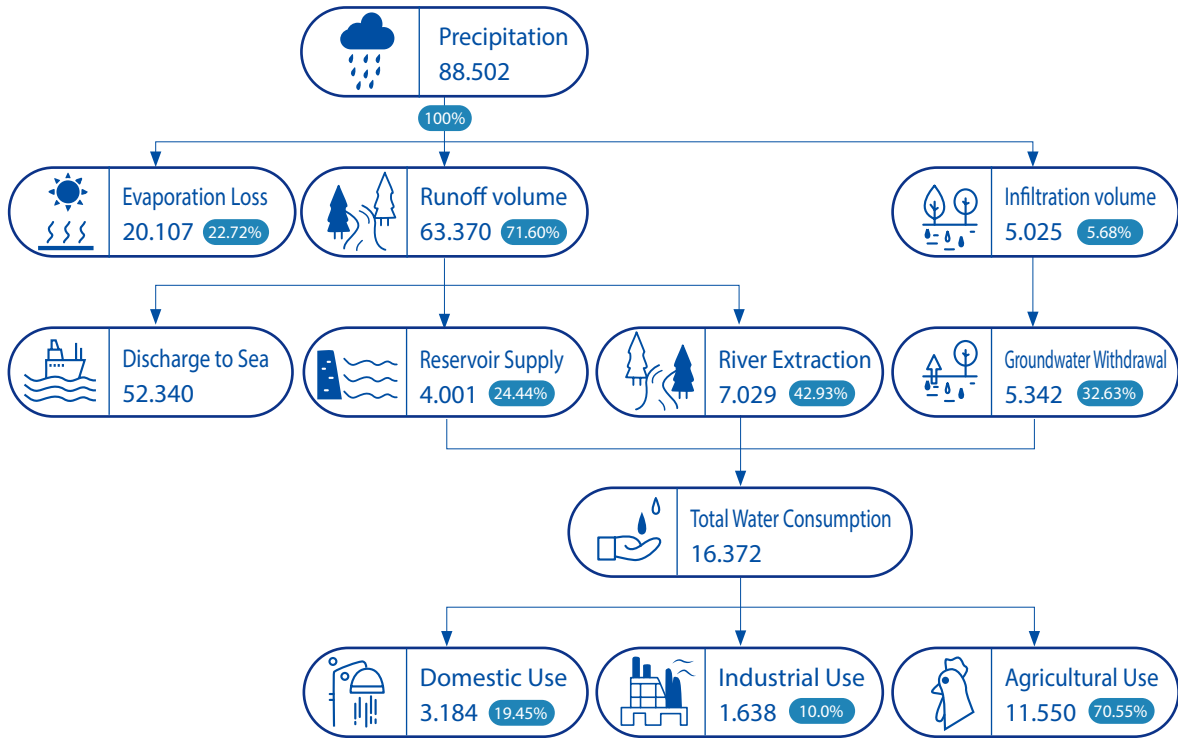 Precipitation
88.502
100%
Evaporation Loss
20.107 22.72%
Runoff volume
63.370 71.60%
Infiltration volume
5.025 5.68%
Discharge to Sea
52.340
Reservoir Supply
4.001 24.44%
River Extraction
7.029 42.93%
Groundwater Withdrawal
5.342 32.63%
Total Water Consumption
16.372
Domestic Use
3.184 19.45%
Industrial Use
1.638 10.0%
Agricultural Use
11.550 70.55%